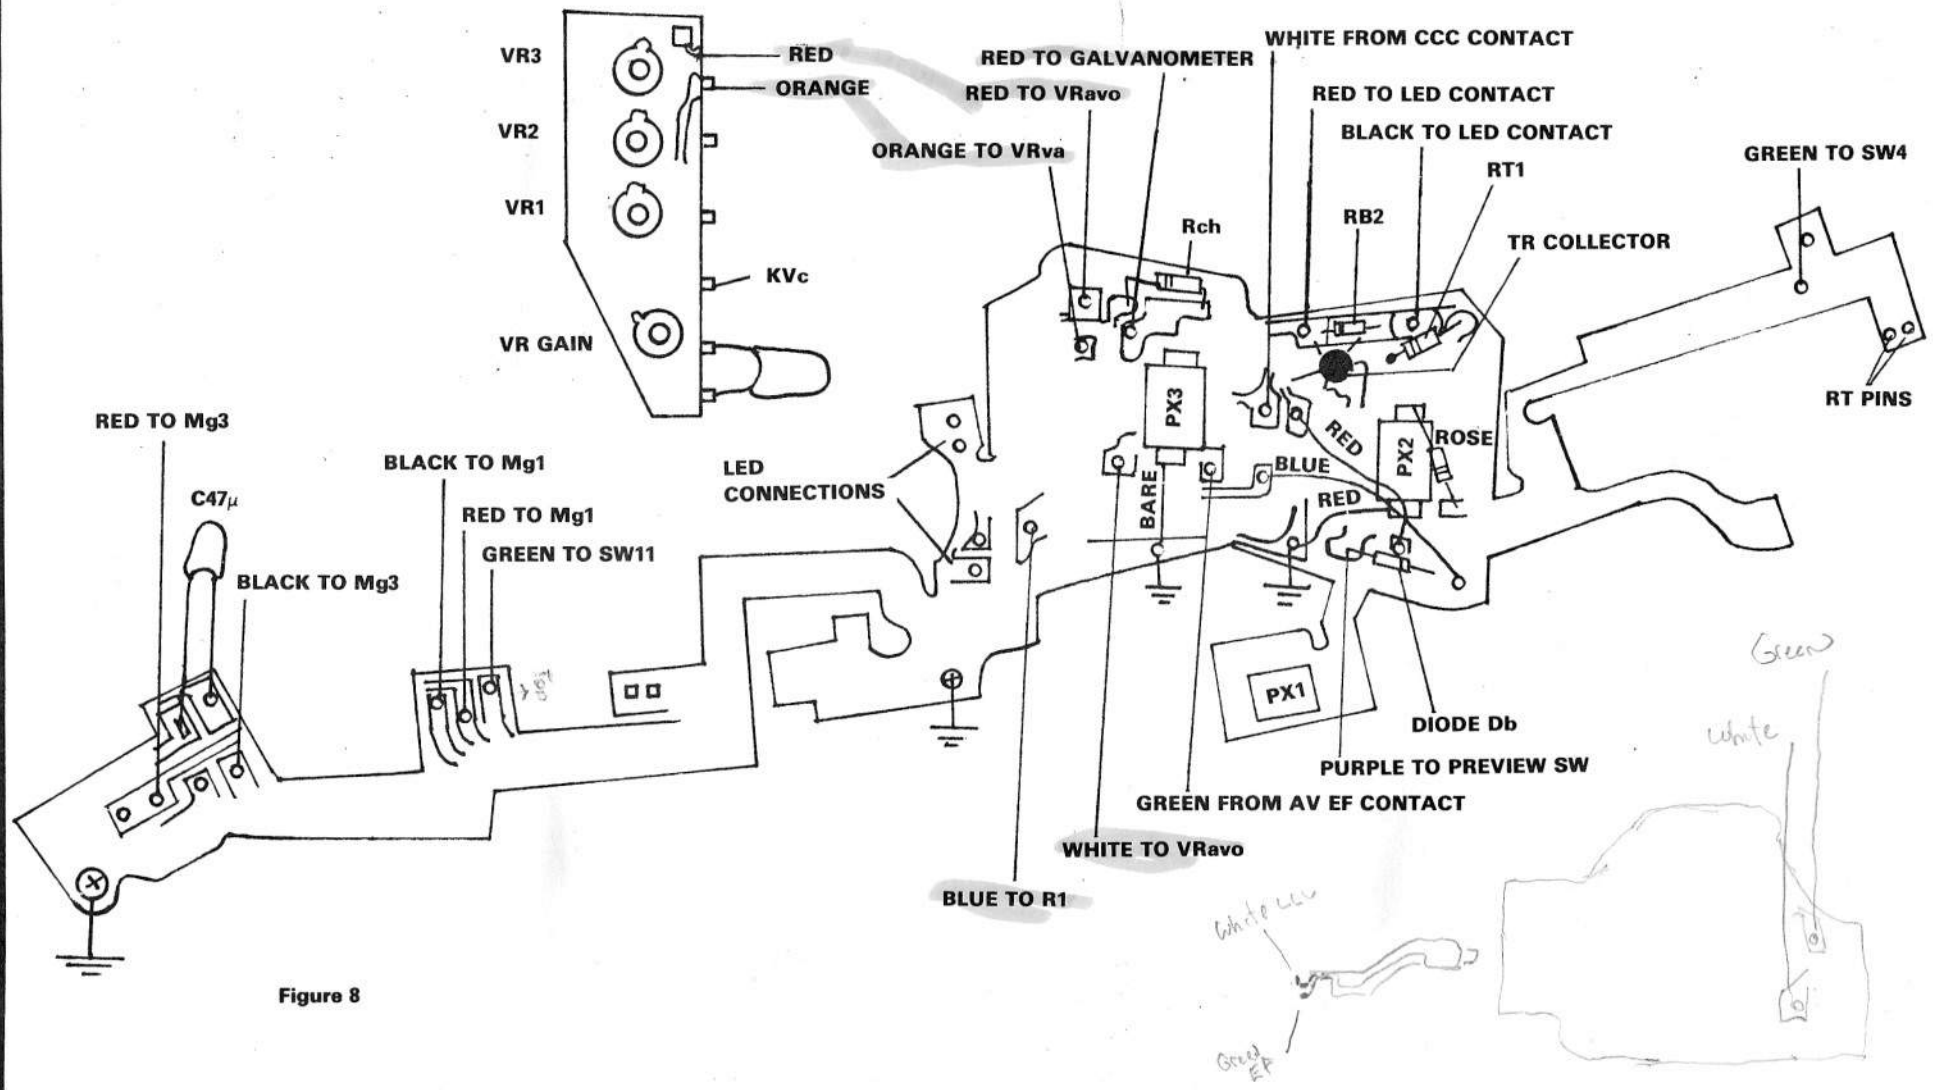 VR3
RED
ORANGE
VR2
VR1
KVc
VR GAIN
RED TO GALVANOMETER
RED TO VRavo
ORANGE TO VRva
WHITE FROM CCC CONTACT
RED TO LED CONTACT
BLACK TO LED CONTACT
RT1
RB2
Rch
TR COLLECTOR
GREEN TO SW4
RT PINS
RED TO Mg3
C47μ
BLACK TO Mg3
BLACK TO Mg1
RED TO Mg1
GREEN TO SW11
LED
CONNECTIONS
PX3
PX2
RED
ROSE
BLUE
RED
BARE
PX1
DIODE Db
PURPLE TO PREVIEW SW
GREEN FROM AV EF CONTACT
WHITE TO VRavo
BLUE TO R1
Green
White
White
Green
EF
Figure 8